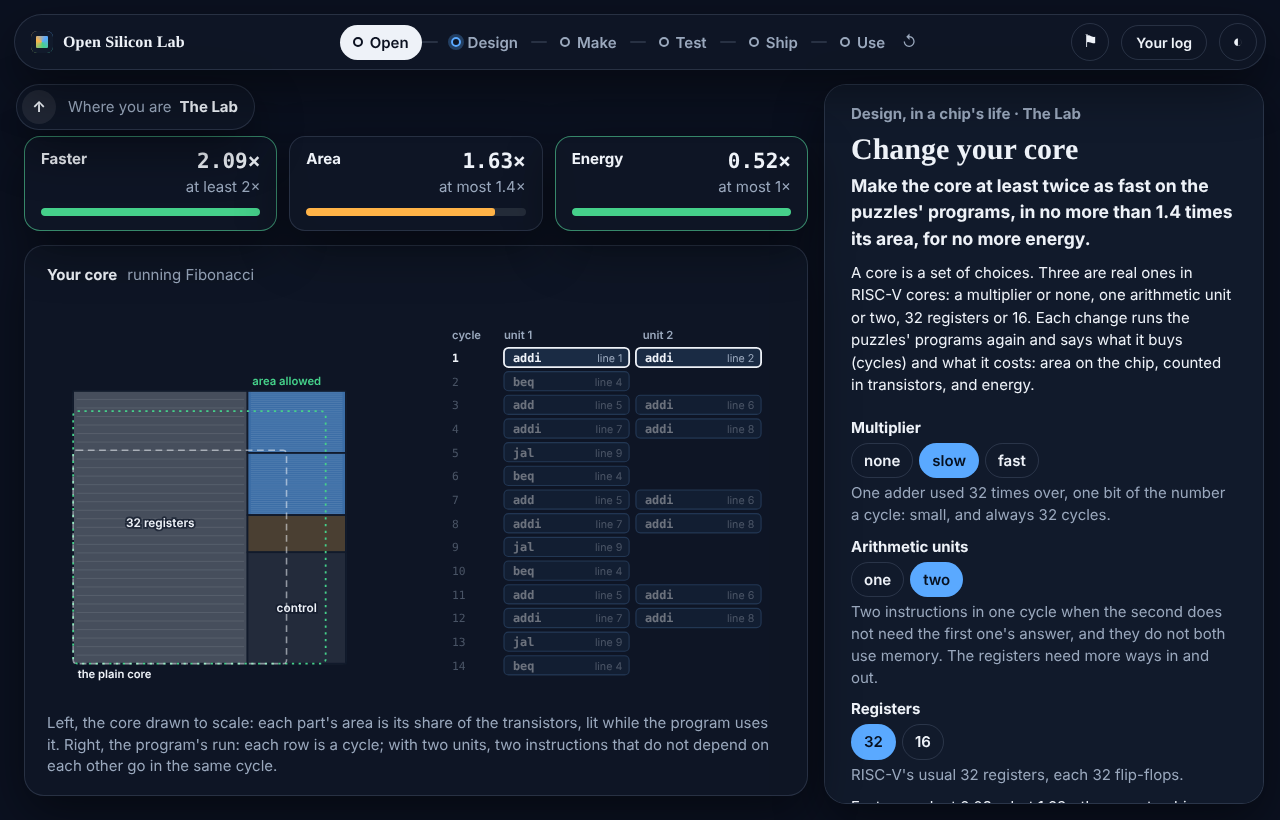 Open Silicon Lab
Open
Design
Make
Test
Ship
Use
Your log
Where you are The Lab
Faster 2.09×
at least 2×
Area 1.63×
at most 1.4×
Energy 0.52×
at most 1×
Your core running Fibonacci
area allowed
32 registers
control
the plain core
cycle unit 1 unit 2
1 addi line 1 addi line 2
2 beq line 4
3 add line 5 addi line 6
4 addi line 7 addi line 8
5 jal line 9
6 beq line 4
7 add line 5 addi line 6
8 addi line 7 addi line 8
9 jal line 9
10 beq line 4
11 add line 5 addi line 6
12 addi line 7 addi line 8
13 jal line 9
14 beq line 4
Left, the core drawn to scale: each part's area is its share of the transistors, lit while the program uses
it. Right, the program's run: each row is a cycle; with two units, two instructions that do not depend on
each other go in the same cycle.
Design, in a chip's life · The Lab
Change your core
Make the core at least twice as fast on the
puzzles' programs, in no more than 1.4 times
its area, for no more energy.
A core is a set of choices. Three are real ones in
RISC-V cores: a multiplier or none, one arithmetic unit
or two, 32 registers or 16. Each change runs the
puzzles' programs again and says what it buys
(cycles) and what it costs: area on the chip, counted
in transistors, and energy.
Multiplier
none slow fast
One adder used 32 times over, one bit of the number
a cycle: small, and always 32 cycles.
Arithmetic units
one two
Two instructions in one cycle when the second does
not need the first one's answer, and they do not both
use memory. The registers need more ways in and
out.
Registers
32 16
RISC-V's usual 32 registers, each 32 flip-flops.